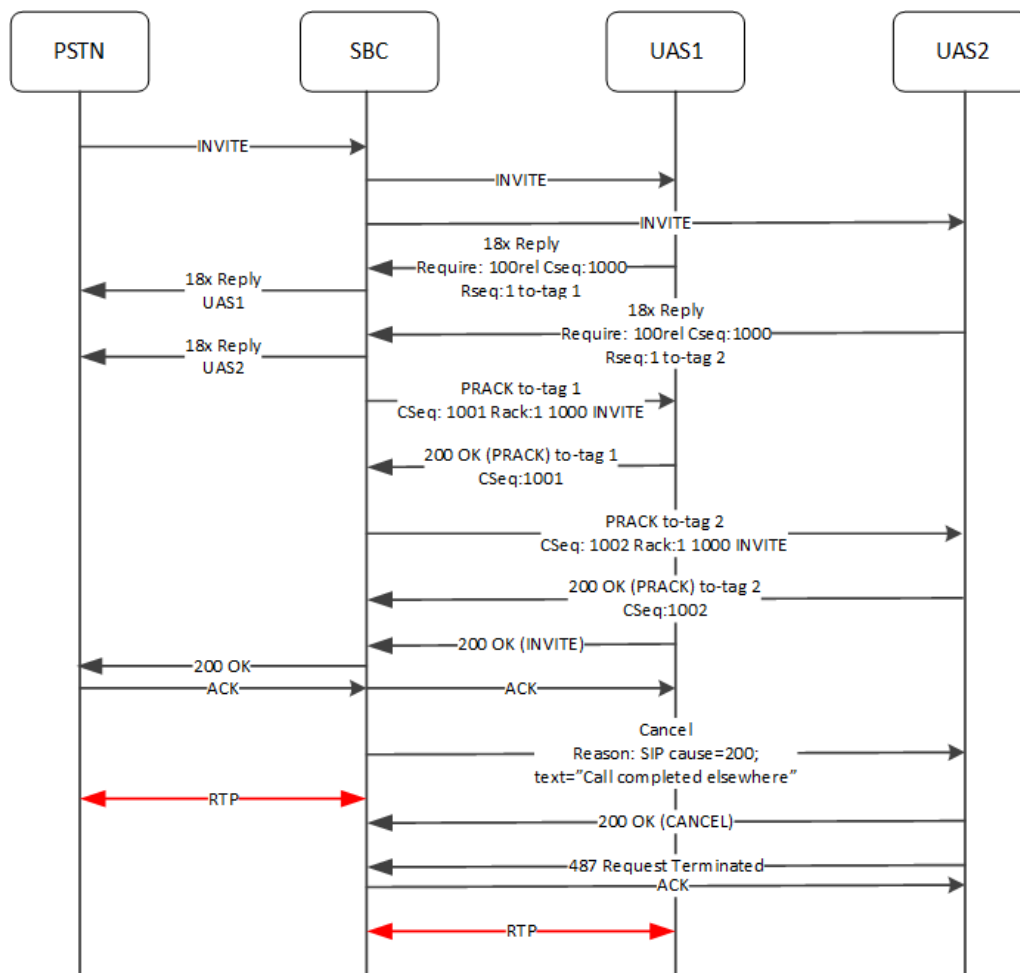 PSTN
SBC
UAS1
UAS2
INVITE
INVITE
INVITE
18x Reply
Require: 100rel Cseq:1000
Rseq:1 to-tag 1
18x Reply
UAS1
18x Reply
Require: 100rel Cseq:1000
Rseq:1 to-tag 2
18x Reply
UAS2
PRACK to-tag 1
CSeq: 1001 Rack:1 1000 INVITE
200 OK (PRACK) to-tag 1
CSeq:1001
PRACK to-tag 2
CSeq: 1002 Rack:1 1000 INVITE
200 OK (PRACK) to-tag 2
CSeq:1002
200 OK (INVITE)
200 OK
ACK
ACK
Cancel
Reason: SIP cause=200;
text=”Call completed elsewhere”
RTP
200 OK (CANCEL)
487 Request Terminated
ACK
RTP